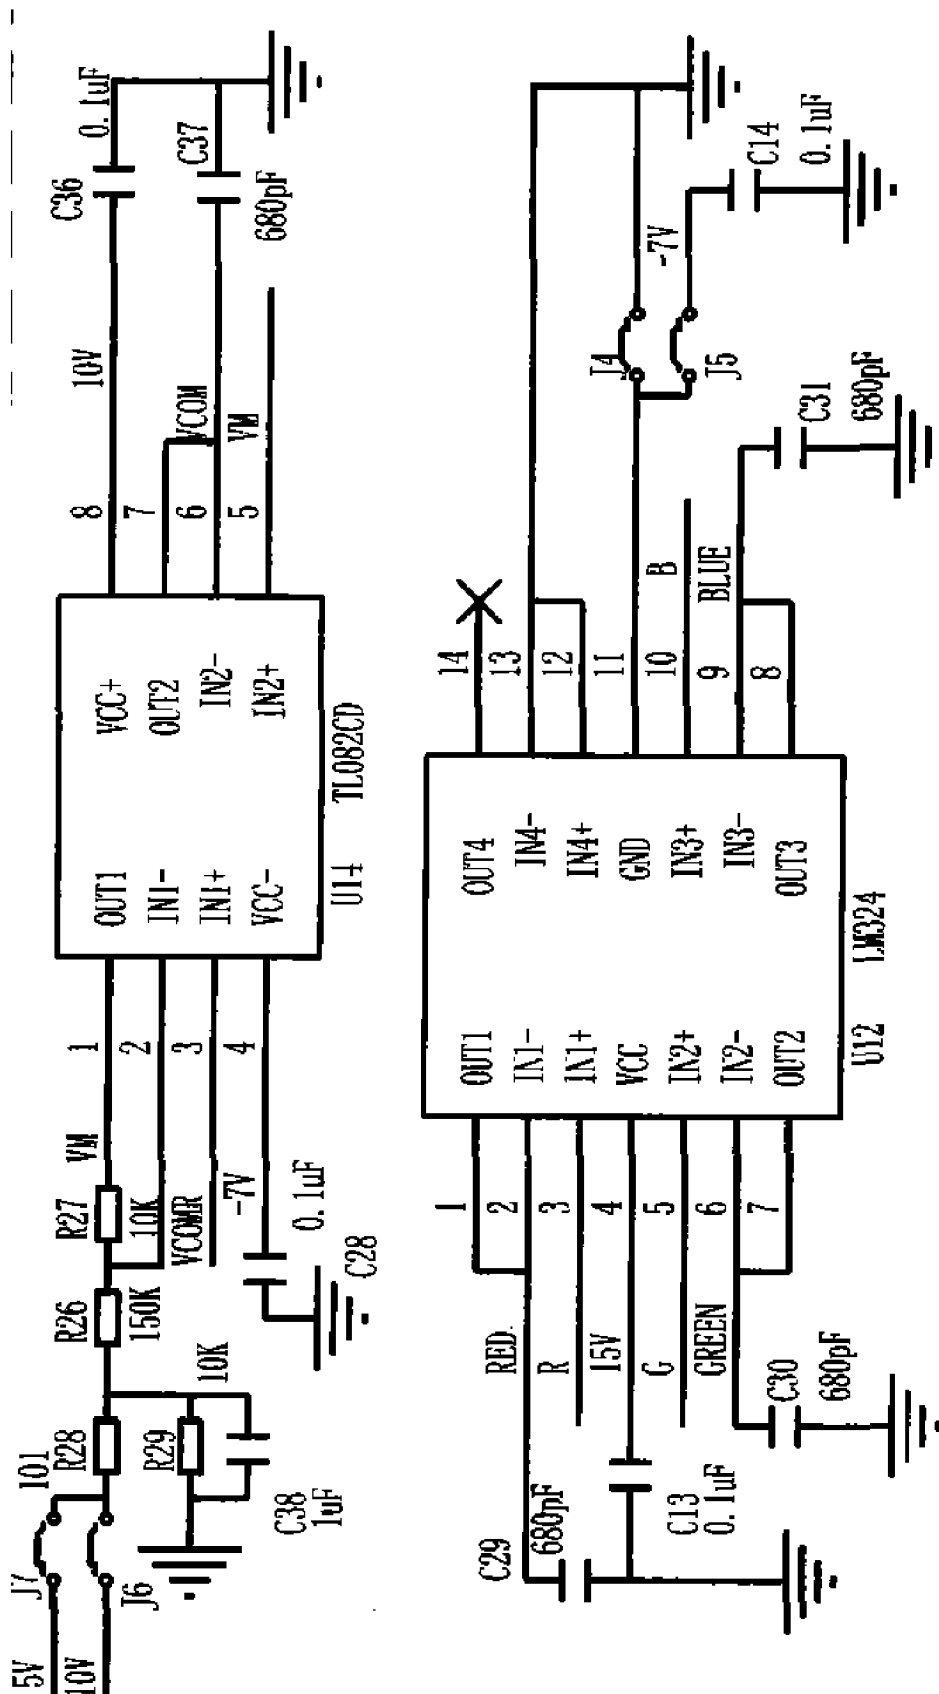 5V
10V
J7
J6
101
R28
R29
10K
C38
1uF
R26
150K
R27
10K
VM
VCOMR
-7V
0.1uF
C28
1
2
3
4
OUT1
IN1-
IN1+
VCC-
VCC+
OUT2
IN2-
IN2+
U14
TL082CD
8
7
6
5
10V
VCOM
VM
C36
0.1uF
C37
680pF
C29
680pF
C13
0.1uF
C30
680pF
RED
R
15V
G
GREEN
1
2
3
4
5
6
7
OUT1
IN1-
IN1+
VCC
IN2+
IN2-
OUT2
OUT4
IN4-
IN4+
GND
IN3+
IN3-
OUT3
U12
LM324
14
13
12
11
10
9
8
B
BLUE
J4
J5
-7V
C31
680pF
C14
0.1uF